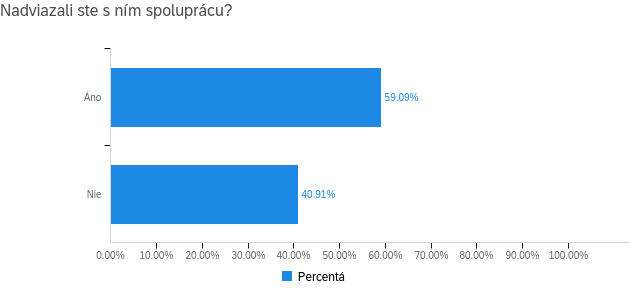 Nadviazali ste s ním spoluprácu?
Áno
59.09%
Nie
40.91%
0.00% 10.00% 20.00% 30.00% 40.00% 50.00% 60.00% 70.00% 80.00% 90.00% 100.00%
Percentá